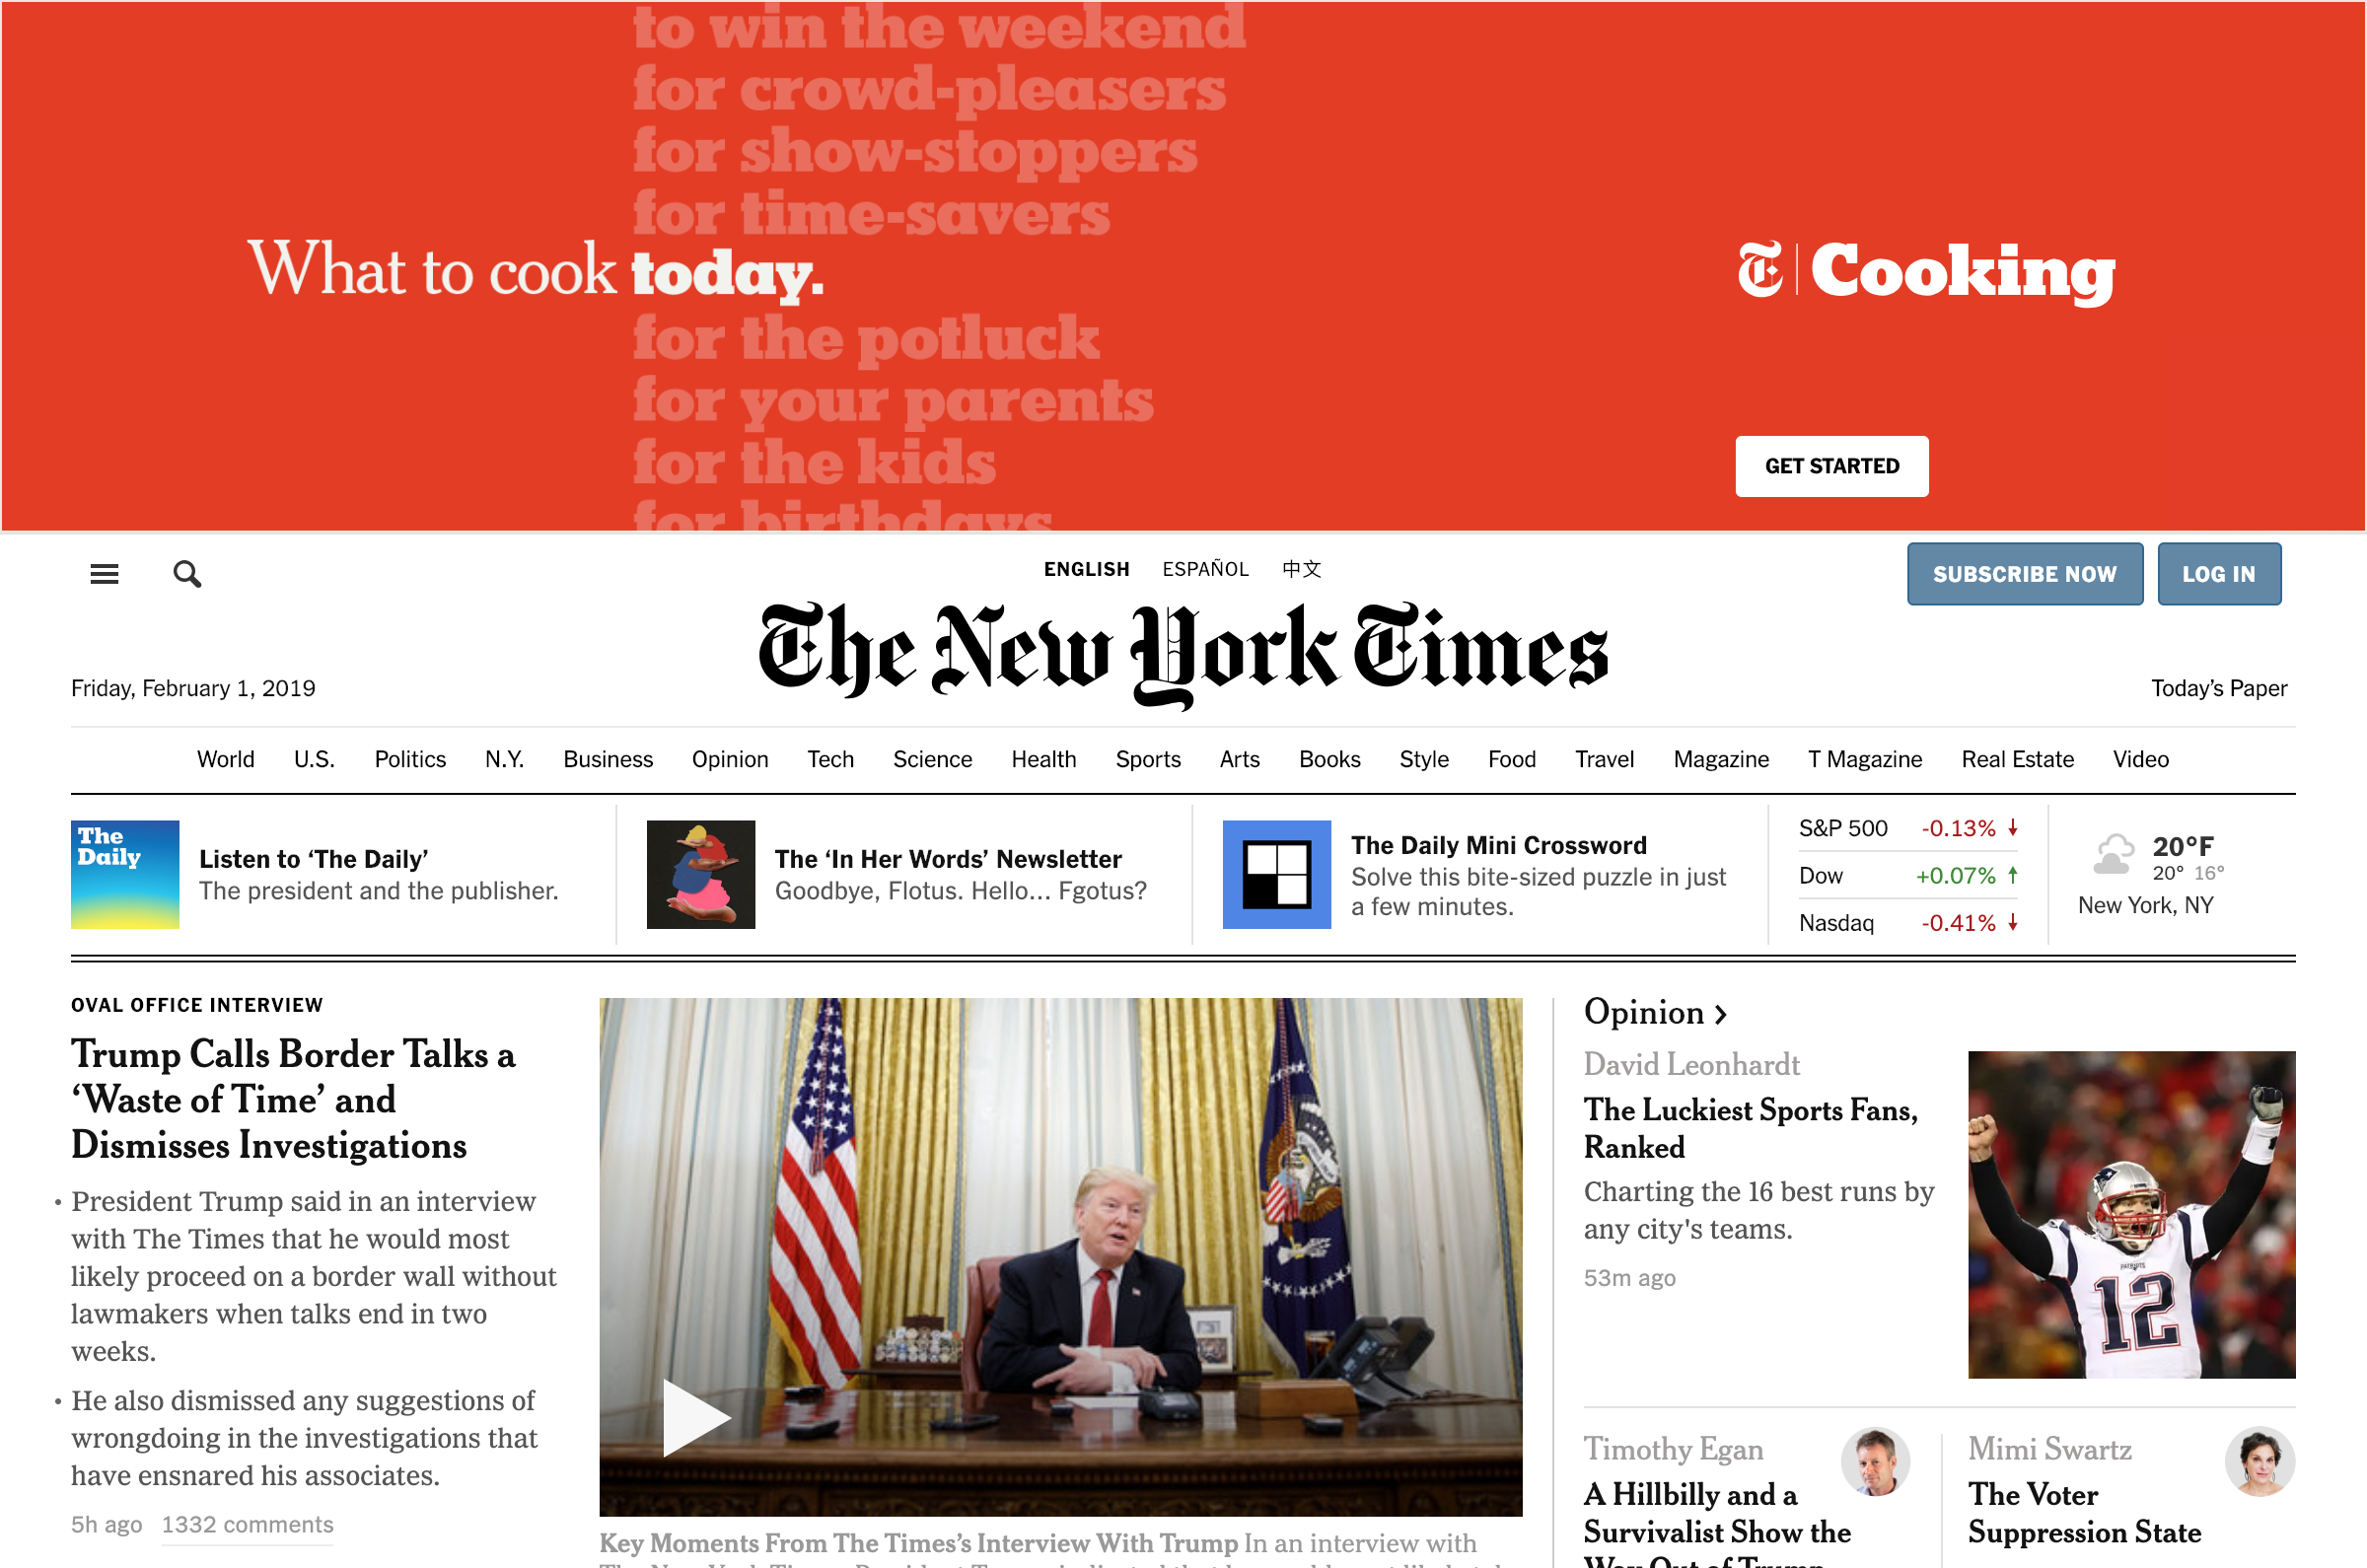 to win the weekend
for crowd-pleasers
for show-stoppers
for time-savers
What to cook today.
for the potluck
for your parents
for the kids
for birthdays
T Cooking
GET STARTED
ENGLISH ESPAÑOL 中文
SUBSCRIBE NOW LOG IN
The New York Times
Friday, February 1, 2019
Today’s Paper
World U.S. Politics N.Y. Business Opinion Tech Science Health Sports Arts Books Style Food Travel Magazine T Magazine Real Estate Video
The
Daily
Listen to ‘The Daily’
The president and the publisher.
The ‘In Her Words’ Newsletter
Goodbye, Flotus. Hello... Fgotus?
The Daily Mini Crossword
Solve this bite-sized puzzle in just
a few minutes.
S&P 500 -0.13% ↓
Dow +0.07% ↑
Nasdaq -0.41% ↓
20°F
20° 16°
New York, NY
OVAL OFFICE INTERVIEW
Trump Calls Border Talks a
‘Waste of Time’ and
Dismisses Investigations
• President Trump said in an interview
with The Times that he would most
likely proceed on a border wall without
lawmakers when talks end in two
weeks.
• He also dismissed any suggestions of
wrongdoing in the investigations that
have ensnared his associates.
5h ago 1332 comments
Key Moments From The Times’s Interview With Trump In an interview with
Opinion >
David Leonhardt
The Luckiest Sports Fans,
Ranked
Charting the 16 best runs by
any city's teams.
53m ago
PATRIOTS
12
Timothy Egan
A Hillbilly and a
Survivalist Show the
Way Out of Trump
Mimi Swartz
The Voter
Suppression State